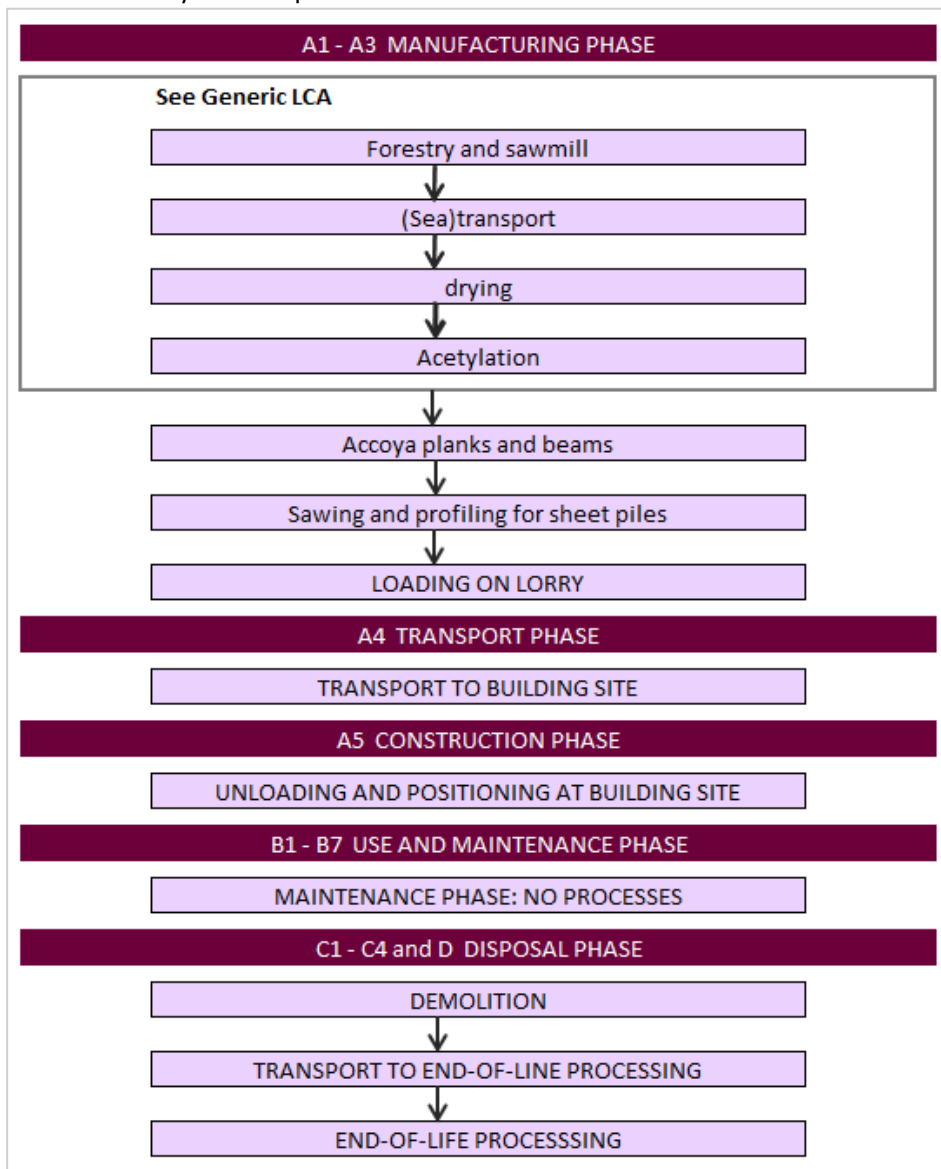 A1 - A3 MANUFACTURING PHASE
See Generic LCA
Forestry and sawmill
(Sea)transport
drying
Acetylation
Accoya planks and beams
Sawing and profiling for sheet piles
LOADING ON LORRY
A4 TRANSPORT PHASE
TRANSPORT TO BUILDING SITE
A5 CONSTRUCTION PHASE
UNLOADING AND POSITIONING AT BUILDING SITE
B1 - B7 USE AND MAINTENANCE PHASE
MAINTENANCE PHASE: NO PROCESSES
C1 - C4 and D DISPOSAL PHASE
DEMOLITION
TRANSPORT TO END-OF-LINE PROCESSING
END-OF-LIFE PROCESSSING